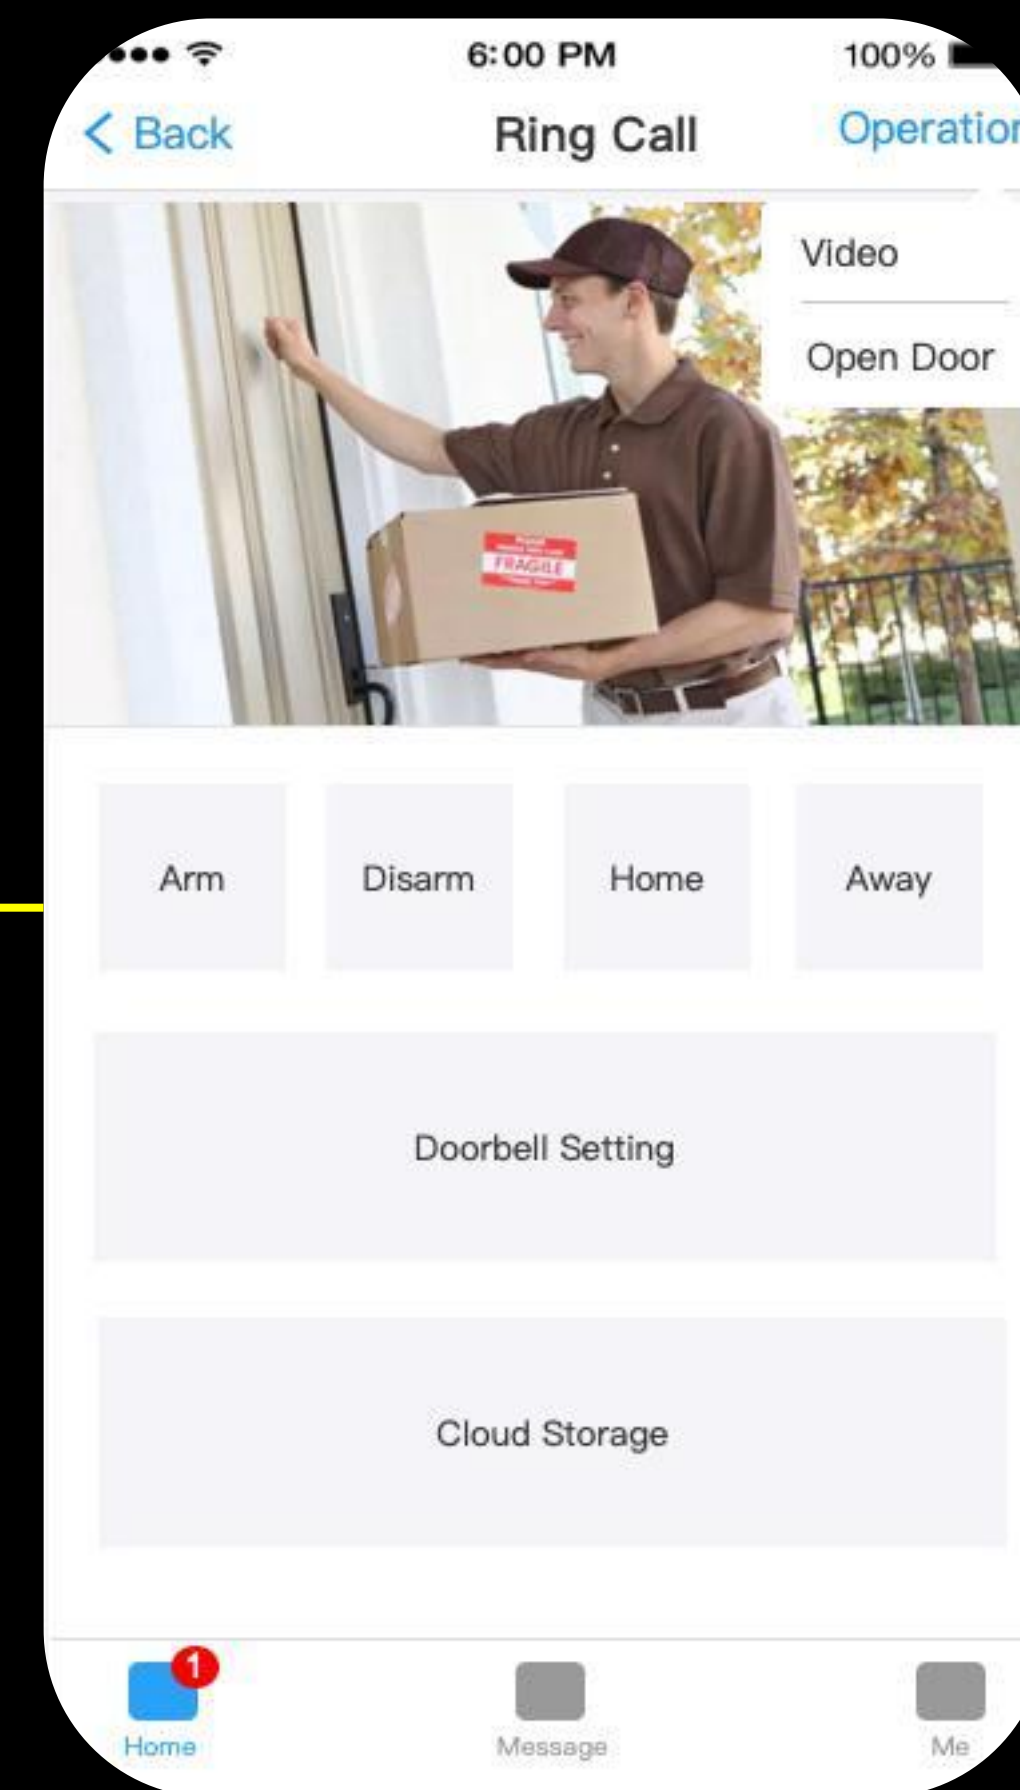 6:00 PM
100%
Back
Ring Call
Operation
Video
Open Door
FRAGILE
Arm
Disarm
Home
Away
Doorbell Setting
Cloud Storage
1
Home
Message
Me